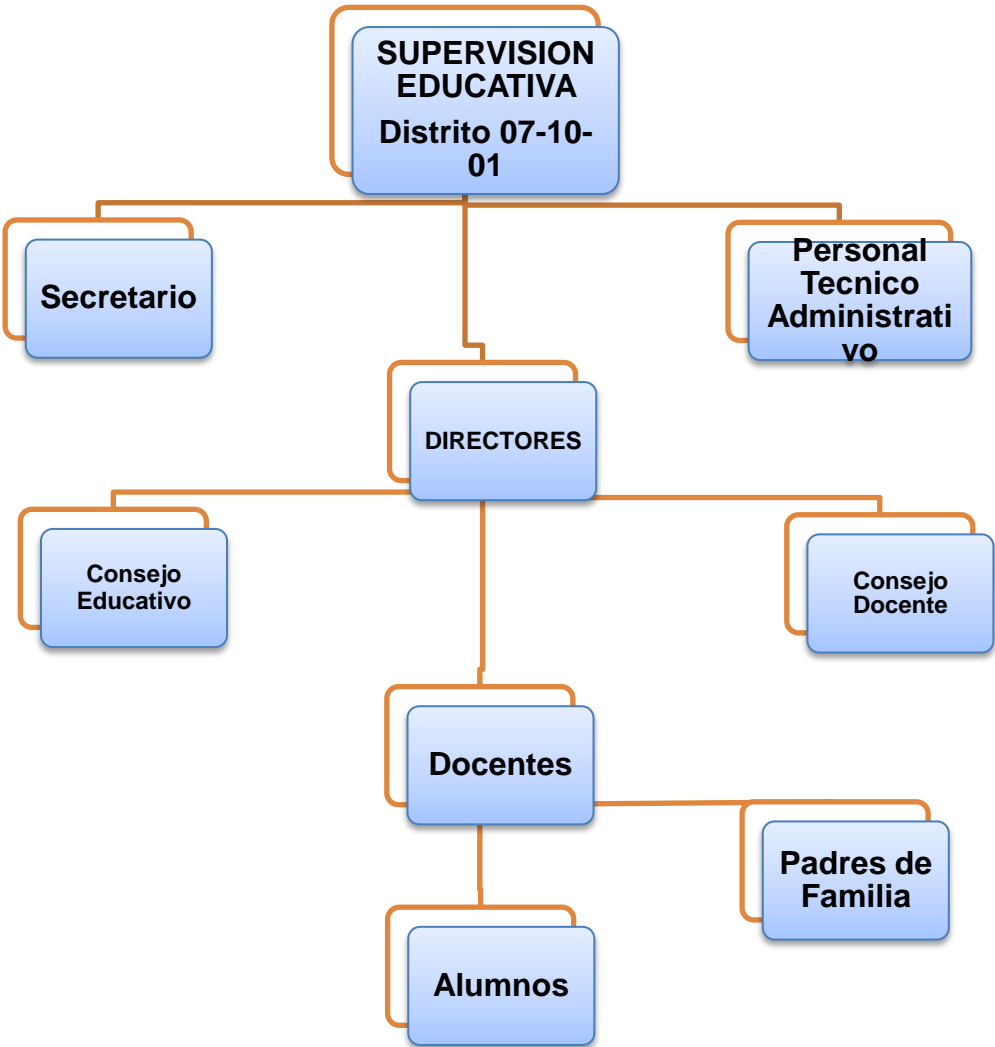 SUPERVISION
EDUCATIVA
Distrito 07-10-
01
Secretario
Personal
Tecnico
Administrati
vo
DIRECTORES
Consejo
Educativo
Consejo
Docente
Docentes
Padres de
Familia
Alumnos